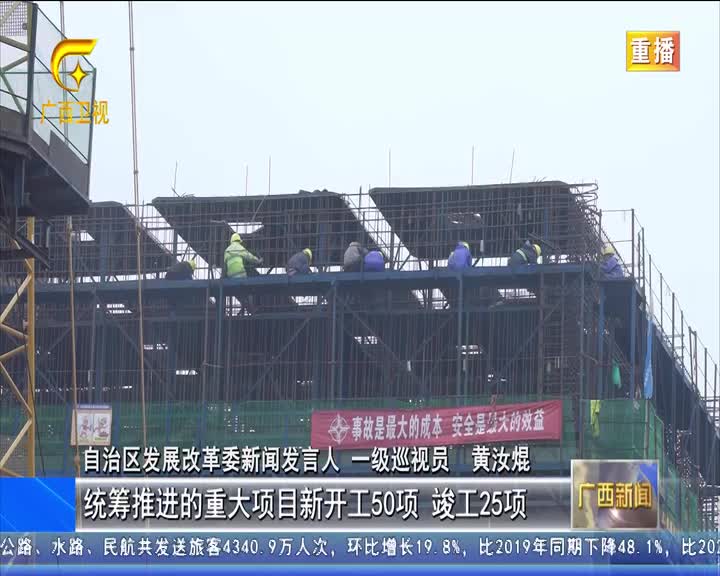 重播
广西卫视
事故是最大的成本 安全是最大的效益
自治区发展改革委新闻发言人 一级巡视员 黄汝焜
统筹推进的重大项目新开工50项 竣工25项
广西新闻
公路、水路、民航共发送旅客4340.9万人次，环比增长19.8%，比2019年同期下降48.1%，比202